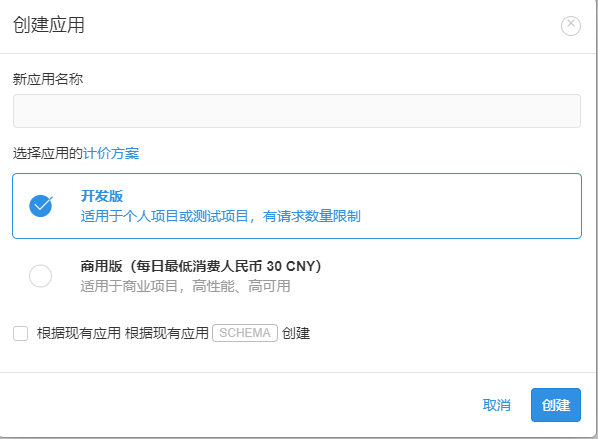 创建应用
新应用名称
选择应用的计价方案
开发版
适用于个人项目或测试项目，有请求数量限制
商用版（每日最低消费人民币 30 CNY）
适用于商业项目，高性能、高可用
根据现有应用 根据现有应用 SCHEMA 创建
取消 创建